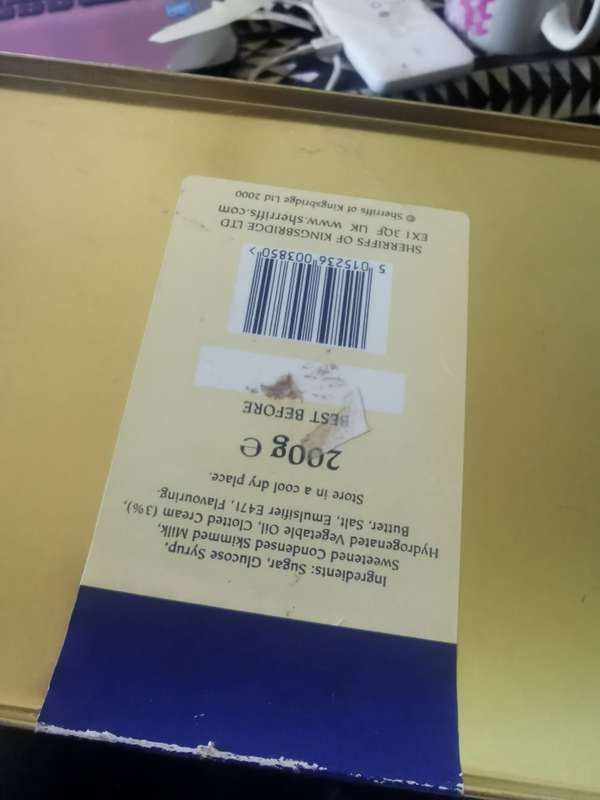 Ingredients: Sugar, Glucose Syrup,
Sweetened Condensed Skimmed Milk,
Hydrogenated Vegetable Oil, Clotted Cream (3%),
Butter, Salt, Emulsifier E471, Flavouring.
Store in a cool dry place.
200g ℮
BEST BEFORE
5 015236 003850 >
SHERRIFFS OF KINGSBRIDGE LTD
EX1 3QF UK www.sherriffs.com
© Sherriffs of Kingsbridge Ltd 2000